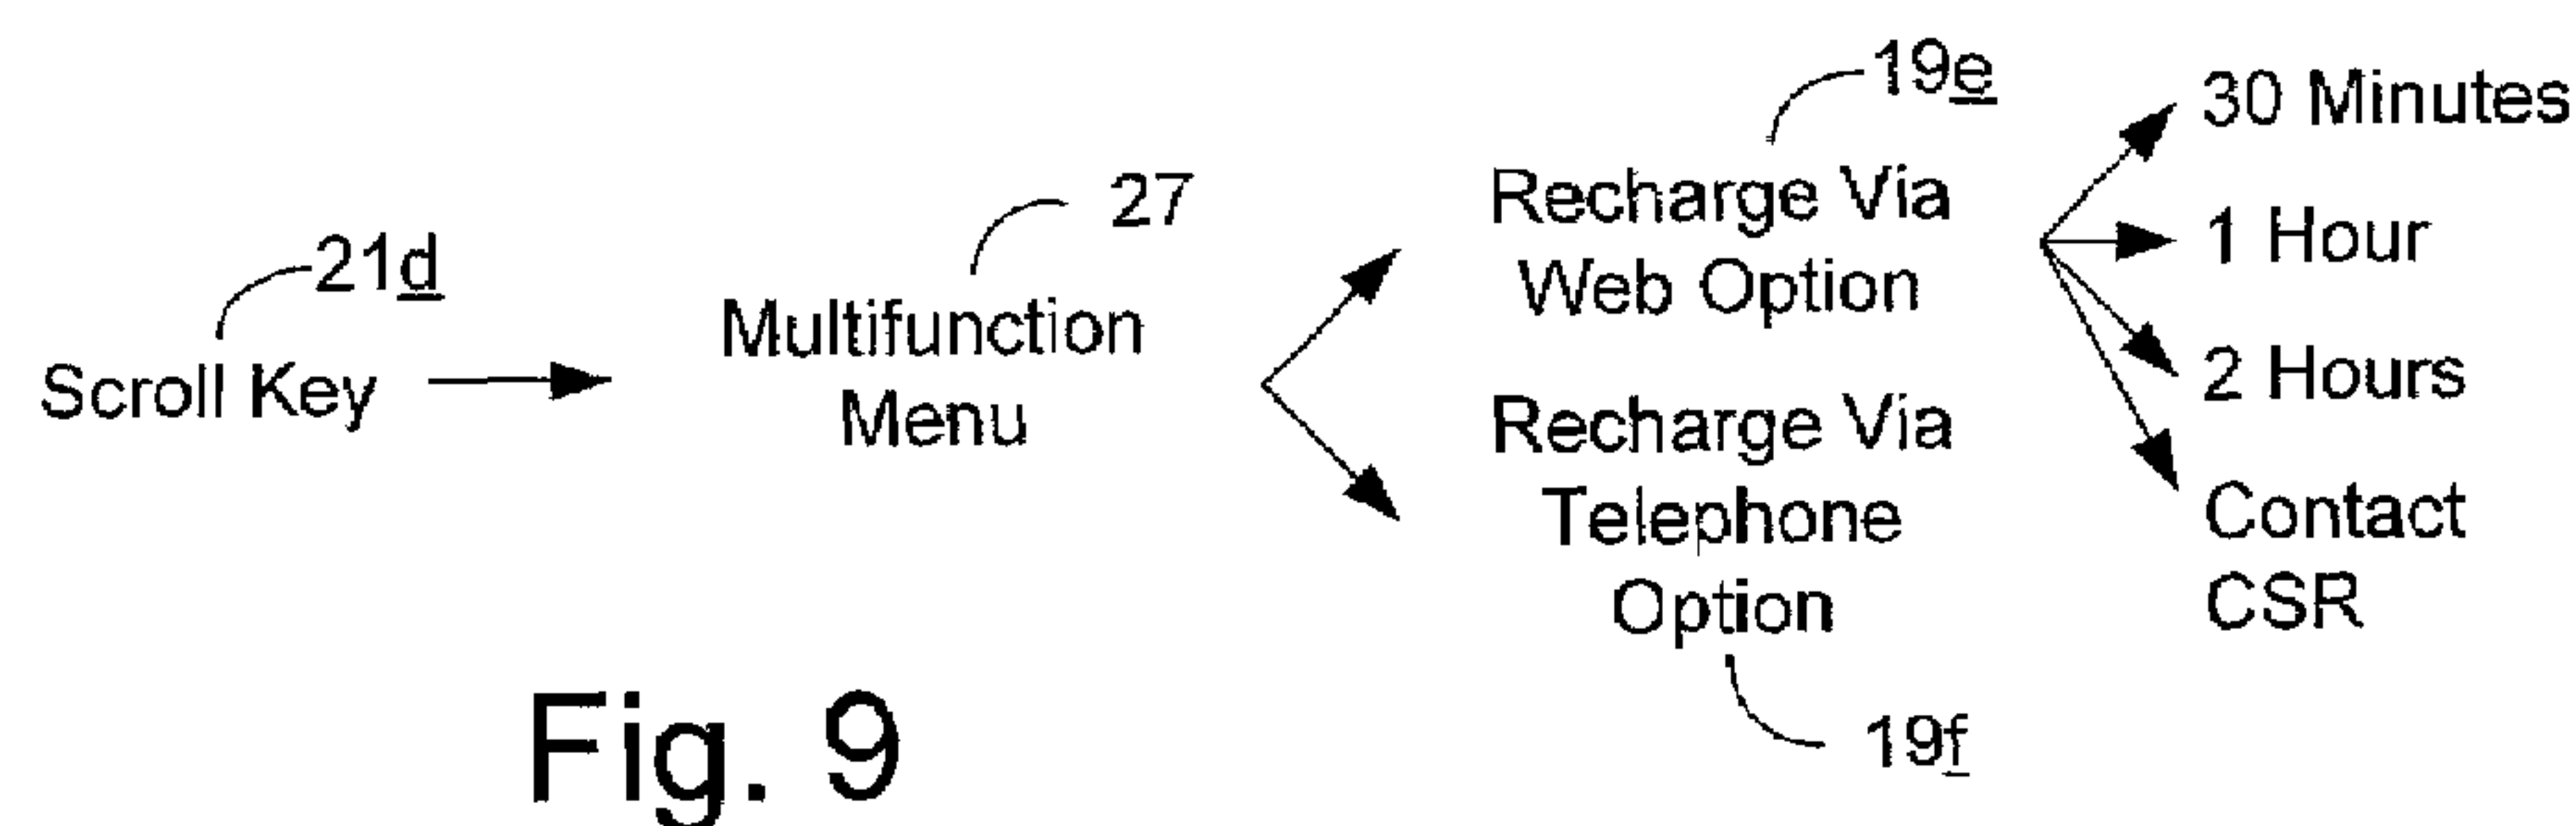 21d
Scroll Key
27
Multifunction
Menu
19e
Recharge Via
Web Option
Recharge Via
Telephone
Option
19f
30 Minutes
1 Hour
2 Hours
Contact
CSR
Fig. 9